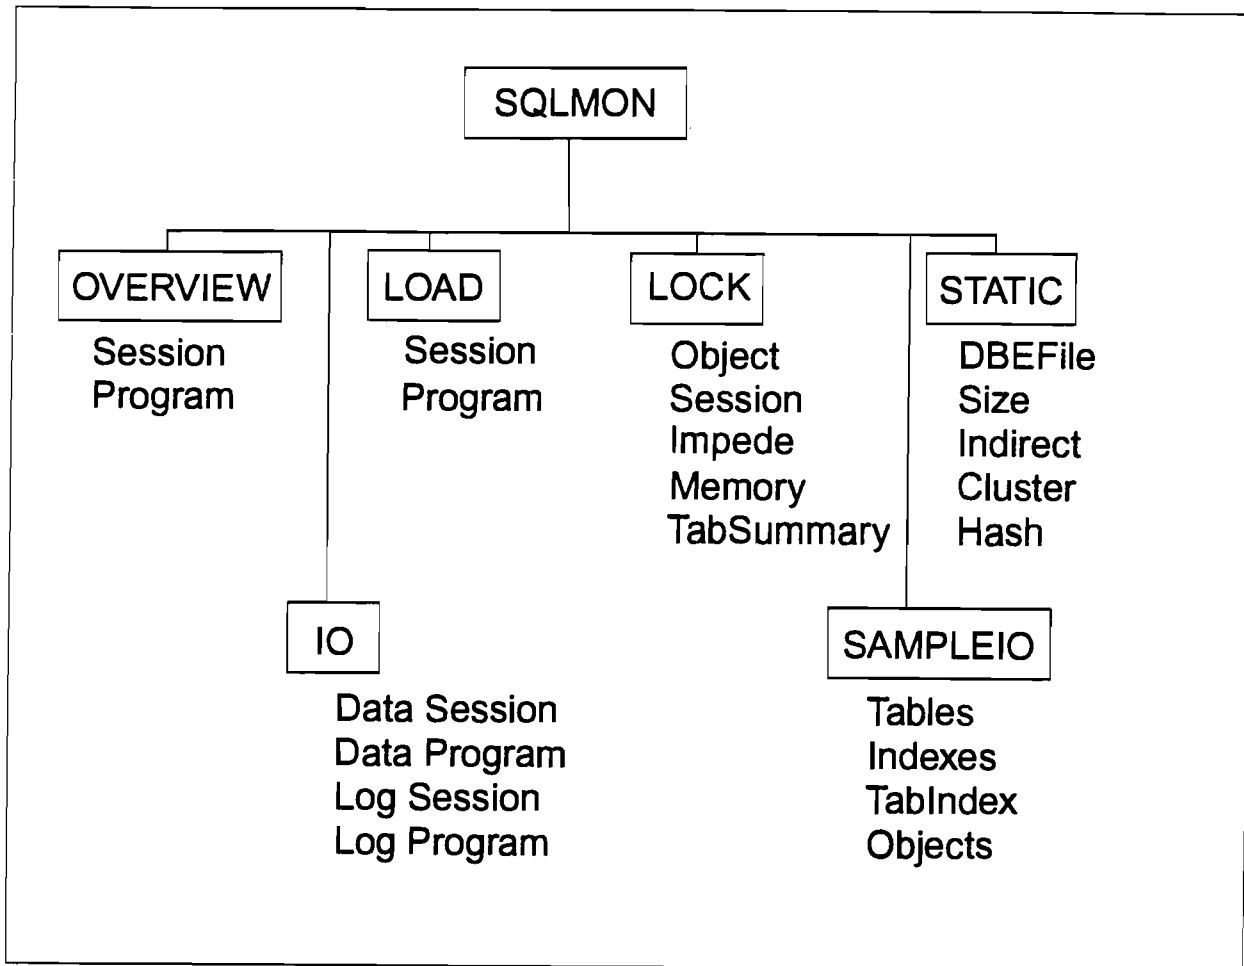 SQLMON
OVERVIEW
Session
Program
LOAD
Session
Program
LOCK
Object
Session
Impede
Memory
TabSummary
STATIC
DBEFile
Size
Indirect
Cluster
Hash
IO
Data Session
Data Program
Log Session
Log Program
SAMPLEIO
Tables
Indexes
TabIndex
Objects